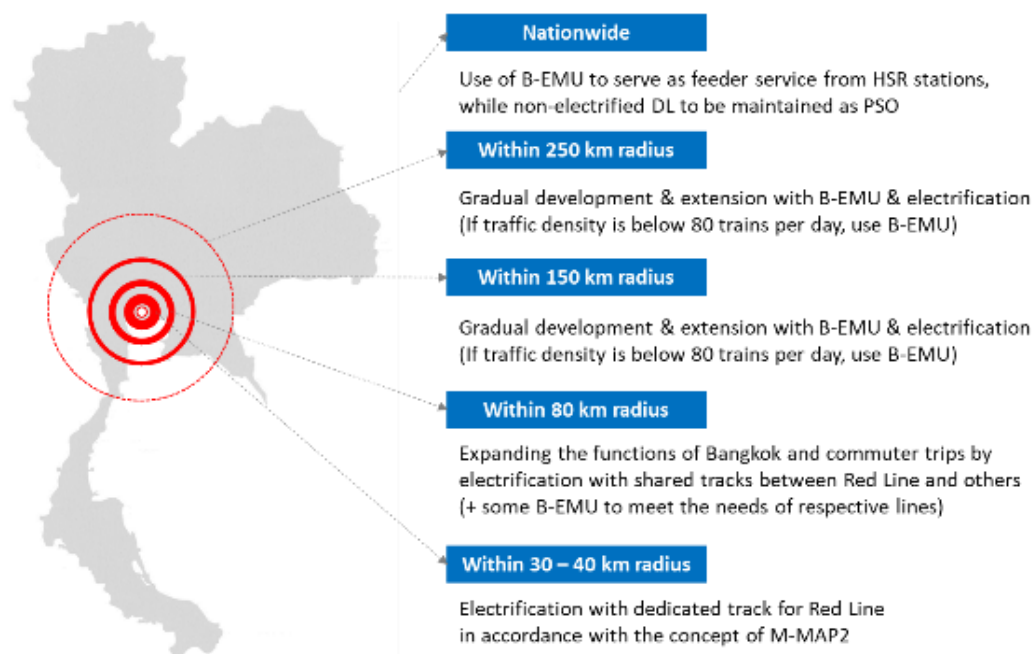 Nationwide
Use of B-EMU to serve as feeder service from HSR stations,
while non-electrified DL to be maintained as PSO
Within 250 km radius
Gradual development & extension with B-EMU & electrification
(If traffic density is below 80 trains per day, use B-EMU)
Within 150 km radius
Gradual development & extension with B-EMU & electrification
(If traffic density is below 80 trains per day, use B-EMU)
Within 80 km radius
Expanding the functions of Bangkok and commuter trips by
electrification with shared tracks between Red Line and others
(+ some B-EMU to meet the needs of respective lines)
Within 30 – 40 km radius
Electrification with dedicated track for Red Line
in accordance with the concept of M-MAP2